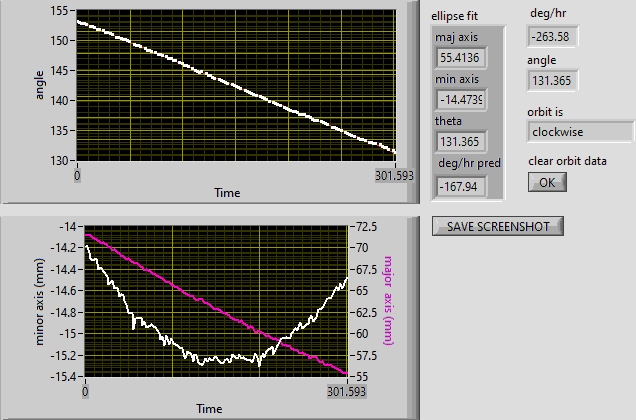 155
150
145
140
135
130
angle
0
301.593
Time
ellipse fit
maj axis
55.4136
min axis
-14.4739
theta
131.365
deg/hr pred
-167.94
deg/hr
-263.58
angle
131.365
orbit is
clockwise
clear orbit data
OK
SAVE SCREENSHOT
-14
-14.2
-14.4
-14.6
-14.8
-15
-15.2
-15.4
minor axis (mm)
72.5
70
67.5
65
62.5
60
57.5
55
major axis (mm)
0
301.593
Time